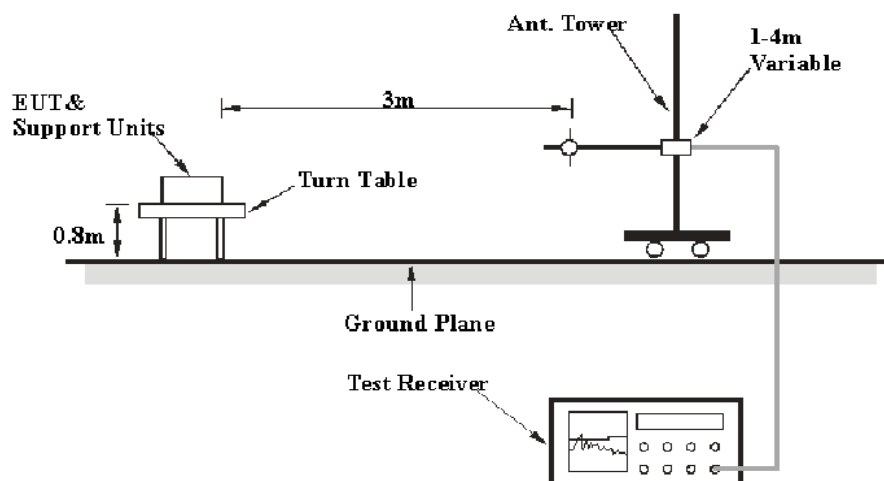 Ant. Tower
1-4m
Variable
3m
EUT&
Support Units
Turn Table
0.8m
Ground Plane
Test Receiver